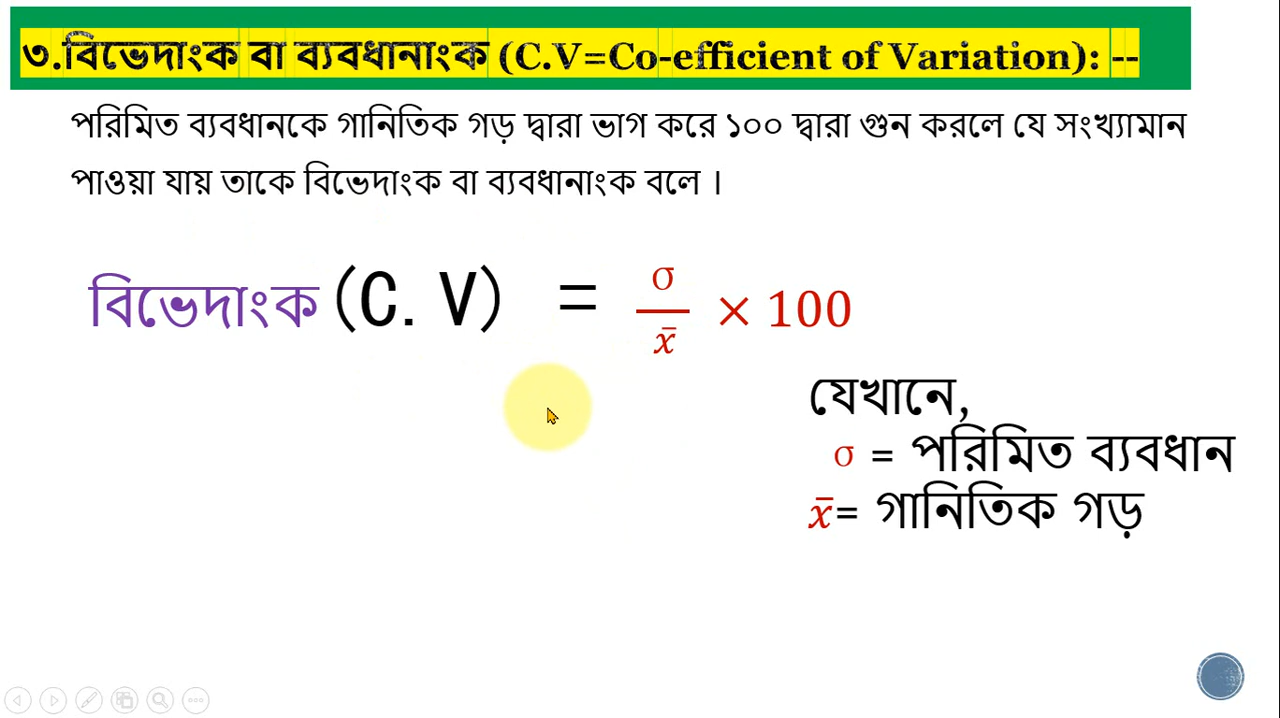 ৩.বিভেদাংক বা ব্যবধানাংক (C.V=Co-efficient of Variation): --
পরিমিত ব্যবধানকে গানিতিক গড় দ্বারা ভাগ করে ১০০ দ্বারা গুন করলে যে সংখ্যামান
পাওয়া যায় তাকে বিভেদাংক বা ব্যবধানাংক বলে ।
বিভেদাংক (C. V) = σ/x̄ × 100
যেখানে,
σ = পরিমিত ব্যবধান
x̄= গানিতিক গড়